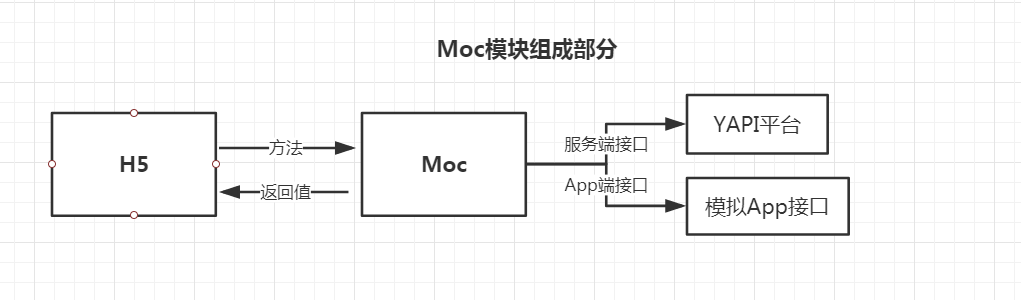 Moc模块组成部分
H5
方法
返回值
Moc
服务端接口
App端接口
YAPI平台
模拟App接口